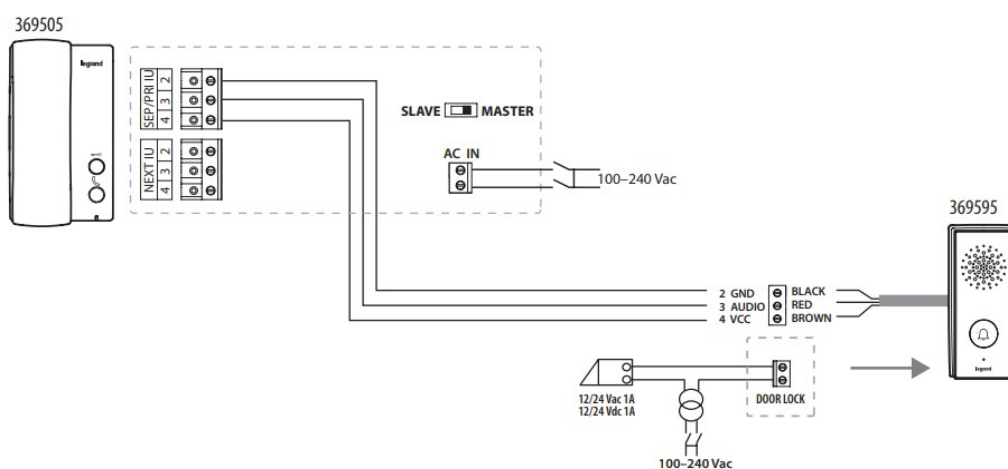 369505
legrand
SEP/PRI IU
2
3
4
NEXT IU
2
3
4
SLAVE MASTER
AC IN
100–240 Vac
369595
2 GND BLACK
3 AUDIO RED
4 VCC BROWN
legrand
12/24 Vac 1A
12/24 Vdc 1A
DOOR LOCK
100–240 Vac